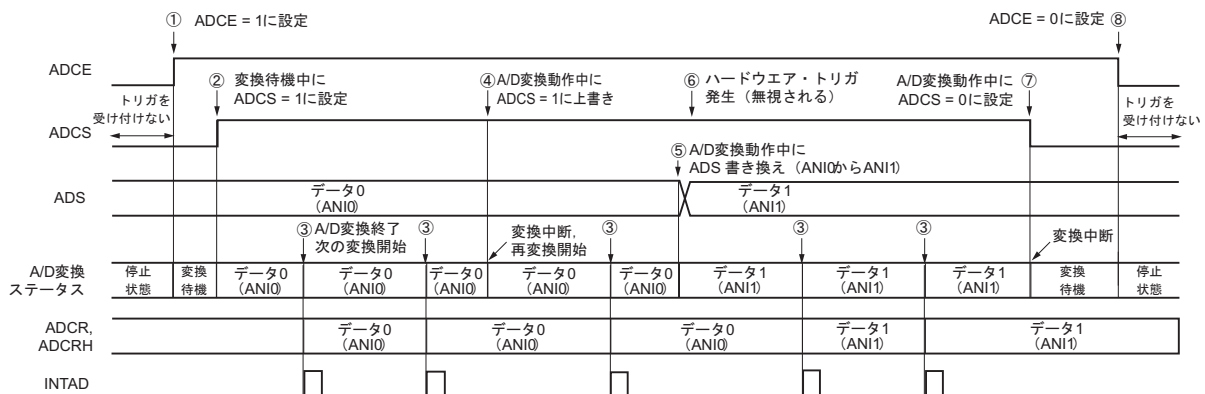 ① ADCE = 1に設定
ADCE = 0に設定 ⑧
ADCE
② 変換待機中に
ADCS = 1に設定
④ A/D変換動作中に
ADCS = 1に上書き
⑥ ハードウエア・トリガ
発生（無視される）
A/D変換動作中に ⑦
ADCS = 0に設定
トリガを
受け付けない
トリガを
受け付けない
ADCS
⑤ A/D変換動作中に
ADS 書き換え（ANI0からANI1）
ADS
データ0
(ANI0)
データ1
(ANI1)
③ A/D変換終了
次の変換開始
③
変換中断,
再変換開始
③
③
③
変換中断
A/D変換
ステータス
停止
状態
変換
待機
データ0
(ANI0)
データ0
(ANI0)
データ0
(ANI0)
データ0
(ANI0)
データ0
(ANI0)
データ1
(ANI1)
データ1
(ANI1)
データ1
(ANI1)
変換
待機
停止
状態
ADCR,
ADCRH
データ0
(ANI0)
データ0
(ANI0)
データ0
(ANI0)
データ1
(ANI1)
データ1
(ANI1)
INTAD